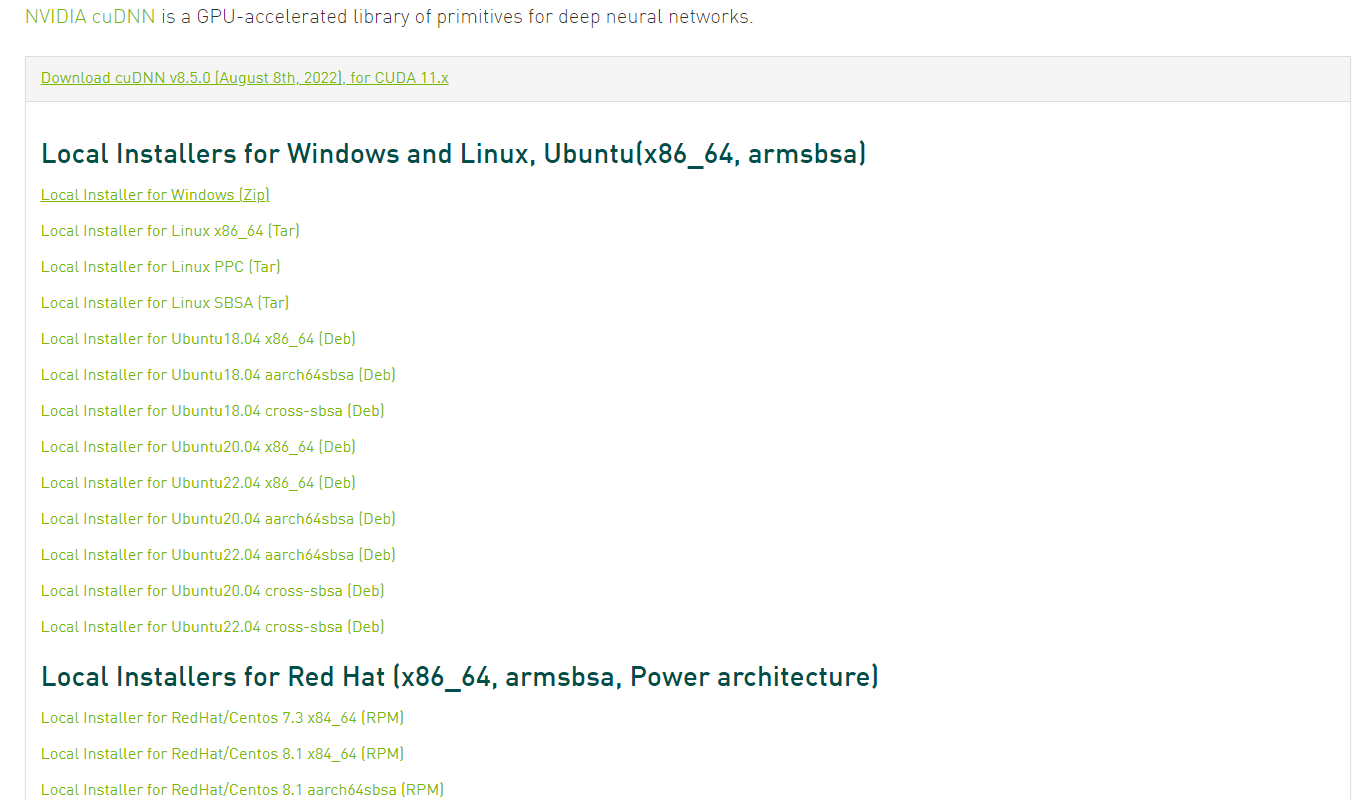 NVIDIA cuDNN is a GPU-accelerated library of primitives for deep neural networks.
Download cuDNN v8.5.0 (August 8th, 2022), for CUDA 11.x
Local Installers for Windows and Linux, Ubuntu(x86_64, armsbsa)
Local Installer for Windows (Zip)
Local Installer for Linux x86_64 (Tar)
Local Installer for Linux PPC (Tar)
Local Installer for Linux SBSA (Tar)
Local Installer for Ubuntu18.04 x86_64 (Deb)
Local Installer for Ubuntu18.04 aarch64sbsa (Deb)
Local Installer for Ubuntu18.04 cross-sbsa (Deb)
Local Installer for Ubuntu20.04 x86_64 (Deb)
Local Installer for Ubuntu22.04 x86_64 (Deb)
Local Installer for Ubuntu20.04 aarch64sbsa (Deb)
Local Installer for Ubuntu22.04 aarch64sbsa (Deb)
Local Installer for Ubuntu20.04 cross-sbsa (Deb)
Local Installer for Ubuntu22.04 cross-sbsa (Deb)
Local Installers for Red Hat (x86_64, armsbsa, Power architecture)
Local Installer for RedHat/Centos 7.3 x84_64 (RPM)
Local Installer for RedHat/Centos 8.1 x84_64 (RPM)
Local Installer for RedHat/Centos 8.1 aarch64sbsa (RPM)